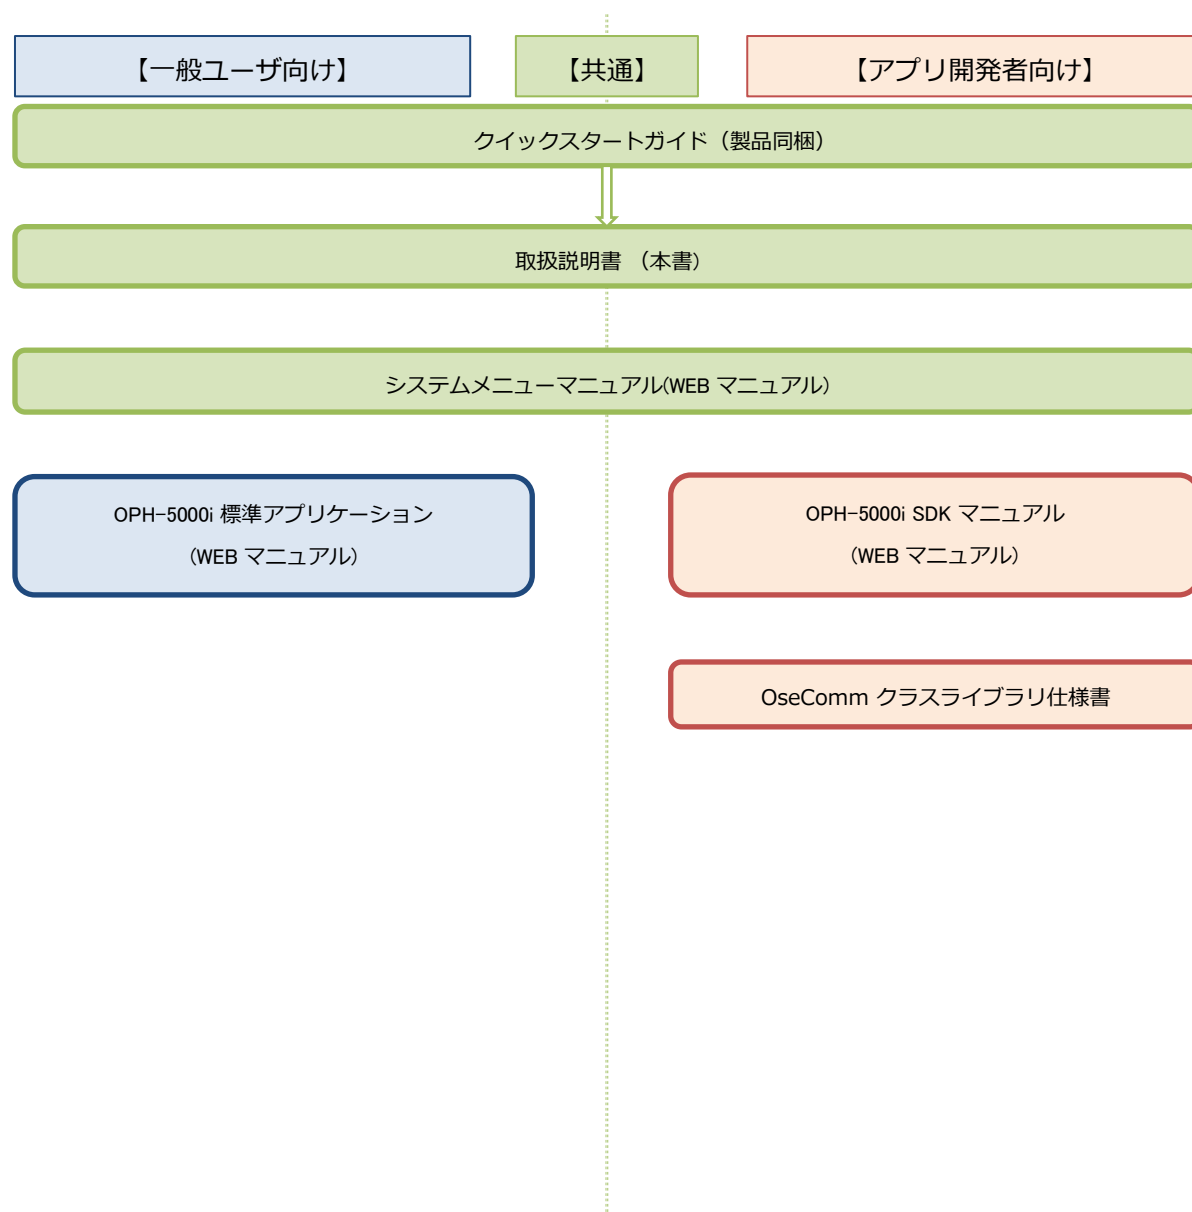 【一般ユーザ向け】
【共通】
【アプリ開発者向け】
クイックスタートガイド（製品同梱）
取扱説明書 （本書）
システムメニューマニュアル(WEB マニュアル)
OPH-5000i 標準アプリケーション
(WEB マニュアル)
OPH-5000i SDK マニュアル
(WEB マニュアル)
OseComm クラスライブラリ仕様書